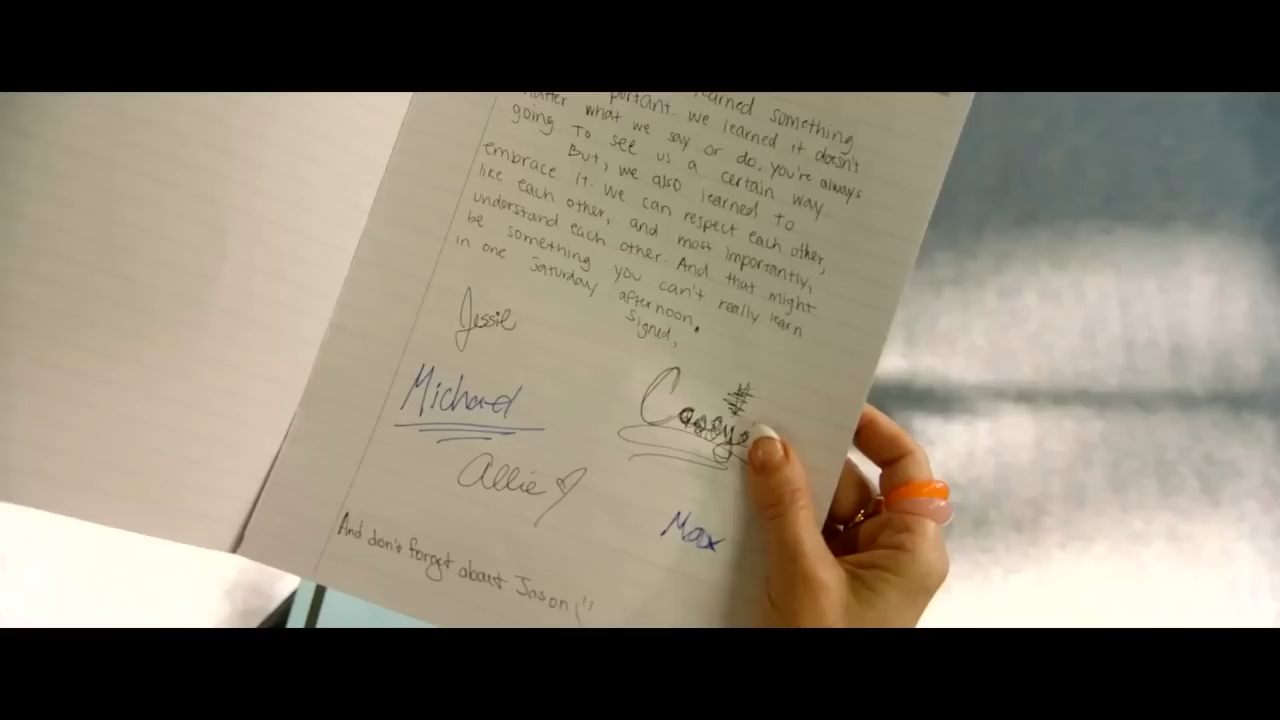 earned something
portant. we learned it doesn't
matter what we say or do, you're always
going To see us a certain way
But, we also learned to
embrace it. We can respect each other,
like each other, and most importantly,
understand each other. And that might
be something you can't really learn
in one Saturday afternoon.
Signed,
Jessie
Michael
#
Allie
Max
And don't forget about Jason!"